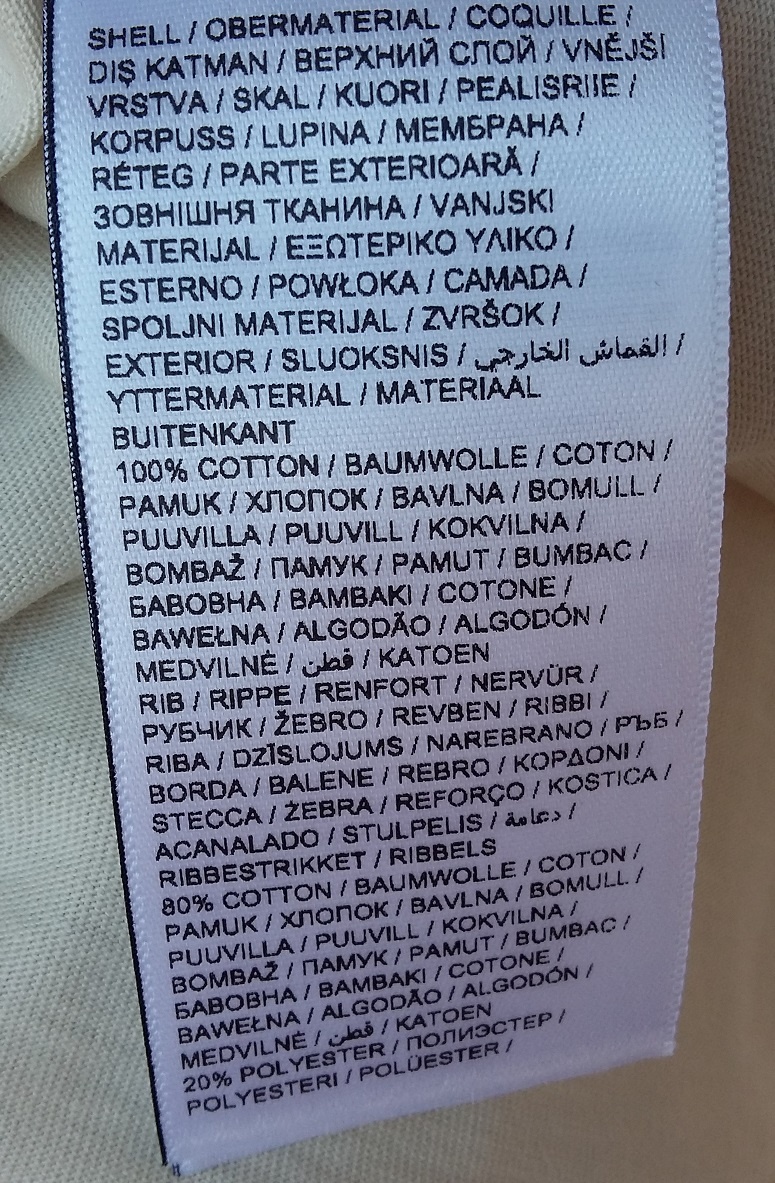 SHELL / OBERMATERIAL / COQUILLE /
DIŞ KATMAN / ВЕРХНИЙ СЛОЙ / VNĚJŠÍ
VRSTVA / SKAL / KUORI / PEALISRIIE /
KORPUSS / LUPINA / МЕМБРАНА /
RÉTEG / PARTE EXTERIOARĂ /
ЗОВНІШНЯ ТКАНИНА / VANJSKI
MATERIJAL / ΕΞΩΤΕΡΙΚΟ ΥΛΙΚΟ /
ESTERNO / POWŁOKA / CAMADA /
SPOLJNI MATERIJAL / ZVRŠOK /
EXTERIOR / SLUOKSNIS / القماش الخارجي /
YTTERMATERIAL / MATERIAAL
BUITENKANT
100% COTTON / BAUMWOLLE / COTON /
PAMUK / ХЛОПОК / BAVLNA / BOMULL /
PUUVILLA / PUUVILL / KOKVILNA /
BOMBAŽ / ПАМУК / PAMUT / BUMBAC /
БАВОВНА / BAMBAKI / COTONE /
BAWEŁNA / ALGODÃO / ALGODÓN /
MEDVILNĖ / قطن / KATOEN
RIB / RIPPE / RENFORT / NERVÜR /
РУБЧИК / ŽEBRO / REVBEN / RIBBI /
RIBA / DZĪSLOJUMS / NAREBRANO / РЪБ /
BORDA / BALENE / REBRO / ΚΟΡΔΟΝΙ /
STECCA / ŻEBRA / REFORÇO / KOSTICA /
ACANALADO / STULPELIS / دعامة /
RIBBESTRIKKET / RIBBELS
80% COTTON / BAUMWOLLE / COTON /
PAMUK / ХЛОПОК / BAVLNA / BOMULL /
PUUVILLA / PUUVILL / KOKVILNA /
BOMBAŽ / ПАМУК / PAMUT / BUMBAC /
БАВОВНА / BAMBAKI / COTONE /
BAWEŁNA / ALGODÃO / ALGODÓN /
MEDVILNĖ / قطن / KATOEN
20% POLYESTER / ПОЛИЭСТЕР /
POLYESTERI / POLÜESTER /